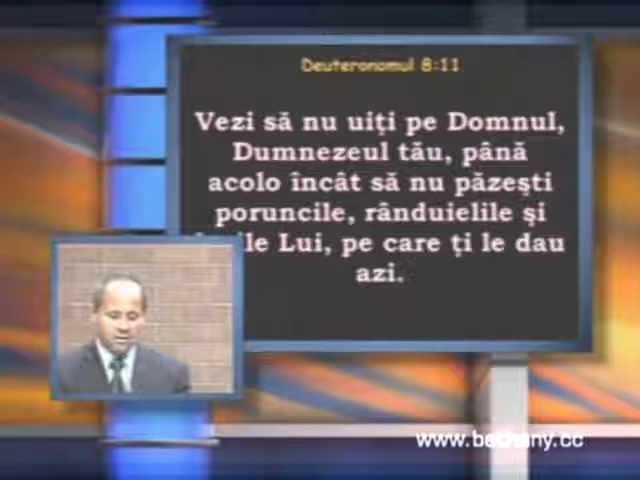 Deuteronomul 8:11
Vezi să nu uiţi pe Domnul,
Dumnezeul tău, până
acolo încât să nu păzeşti
poruncile, rânduielile şi
Lui, pe care ţi le dau
azi.
www.bethany.cc